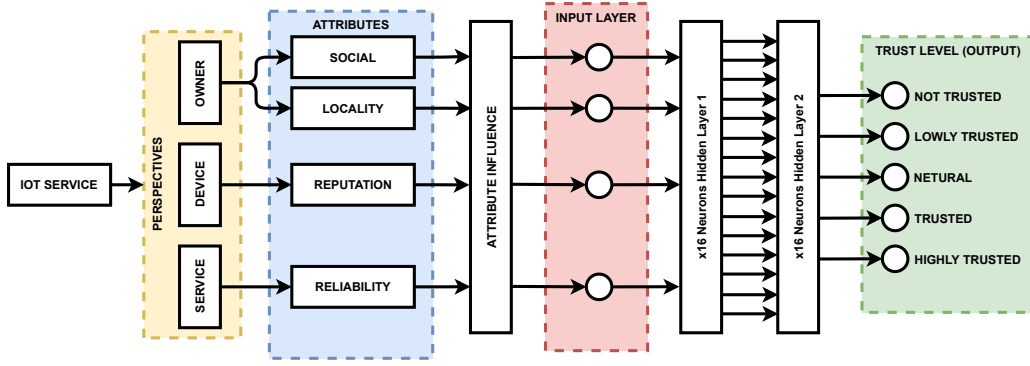 IOT SERVICE
PERSPECTIVES
OWNER
DEVICE
SERVICE
ATTRIBUTES
SOCIAL
LOCALITY
REPUTATION
RELIABILITY
ATTRIBUTE INFLUENCE
INPUT LAYER
x16 Neurons Hidden Layer 1
x16 Neurons Hidden Layer 2
TRUST LEVEL (OUTPUT)
NOT TRUSTED
LOWLY TRUSTED
NETURAL
TRUSTED
HIGHLY TRUSTED